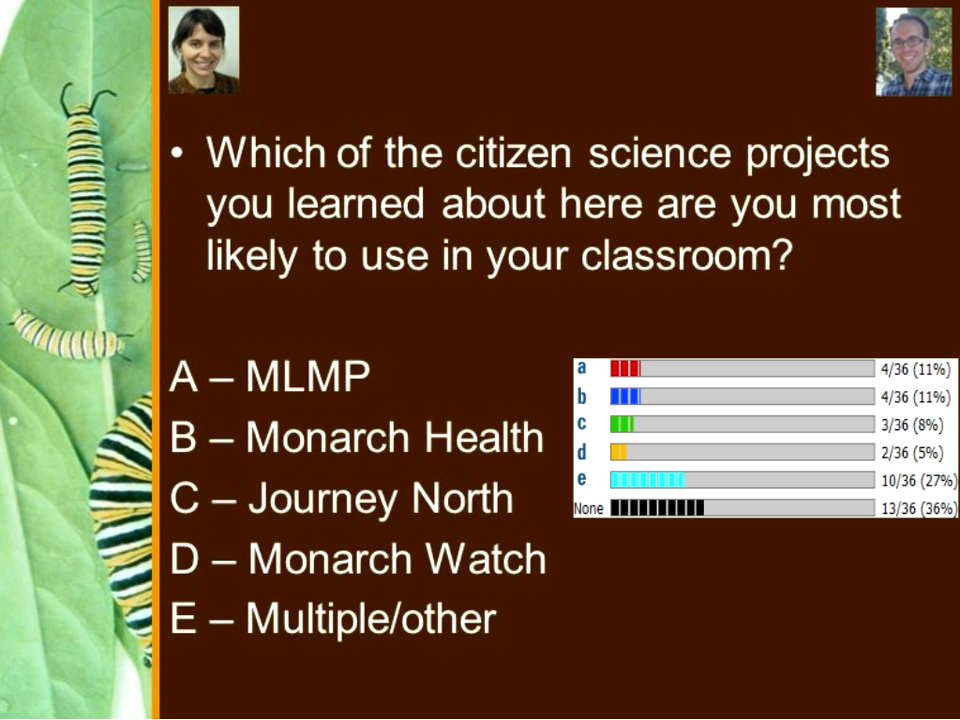 • Which of the citizen science projects
you learned about here are you most
likely to use in your classroom?
A – MLMP
B – Monarch Health
C – Journey North
D – Monarch Watch
E – Multiple/other
a 4/36 (11%)
b 4/36 (11%)
c 3/36 (8%)
d 2/36 (5%)
e 10/36 (27%)
None 13/36 (36%)